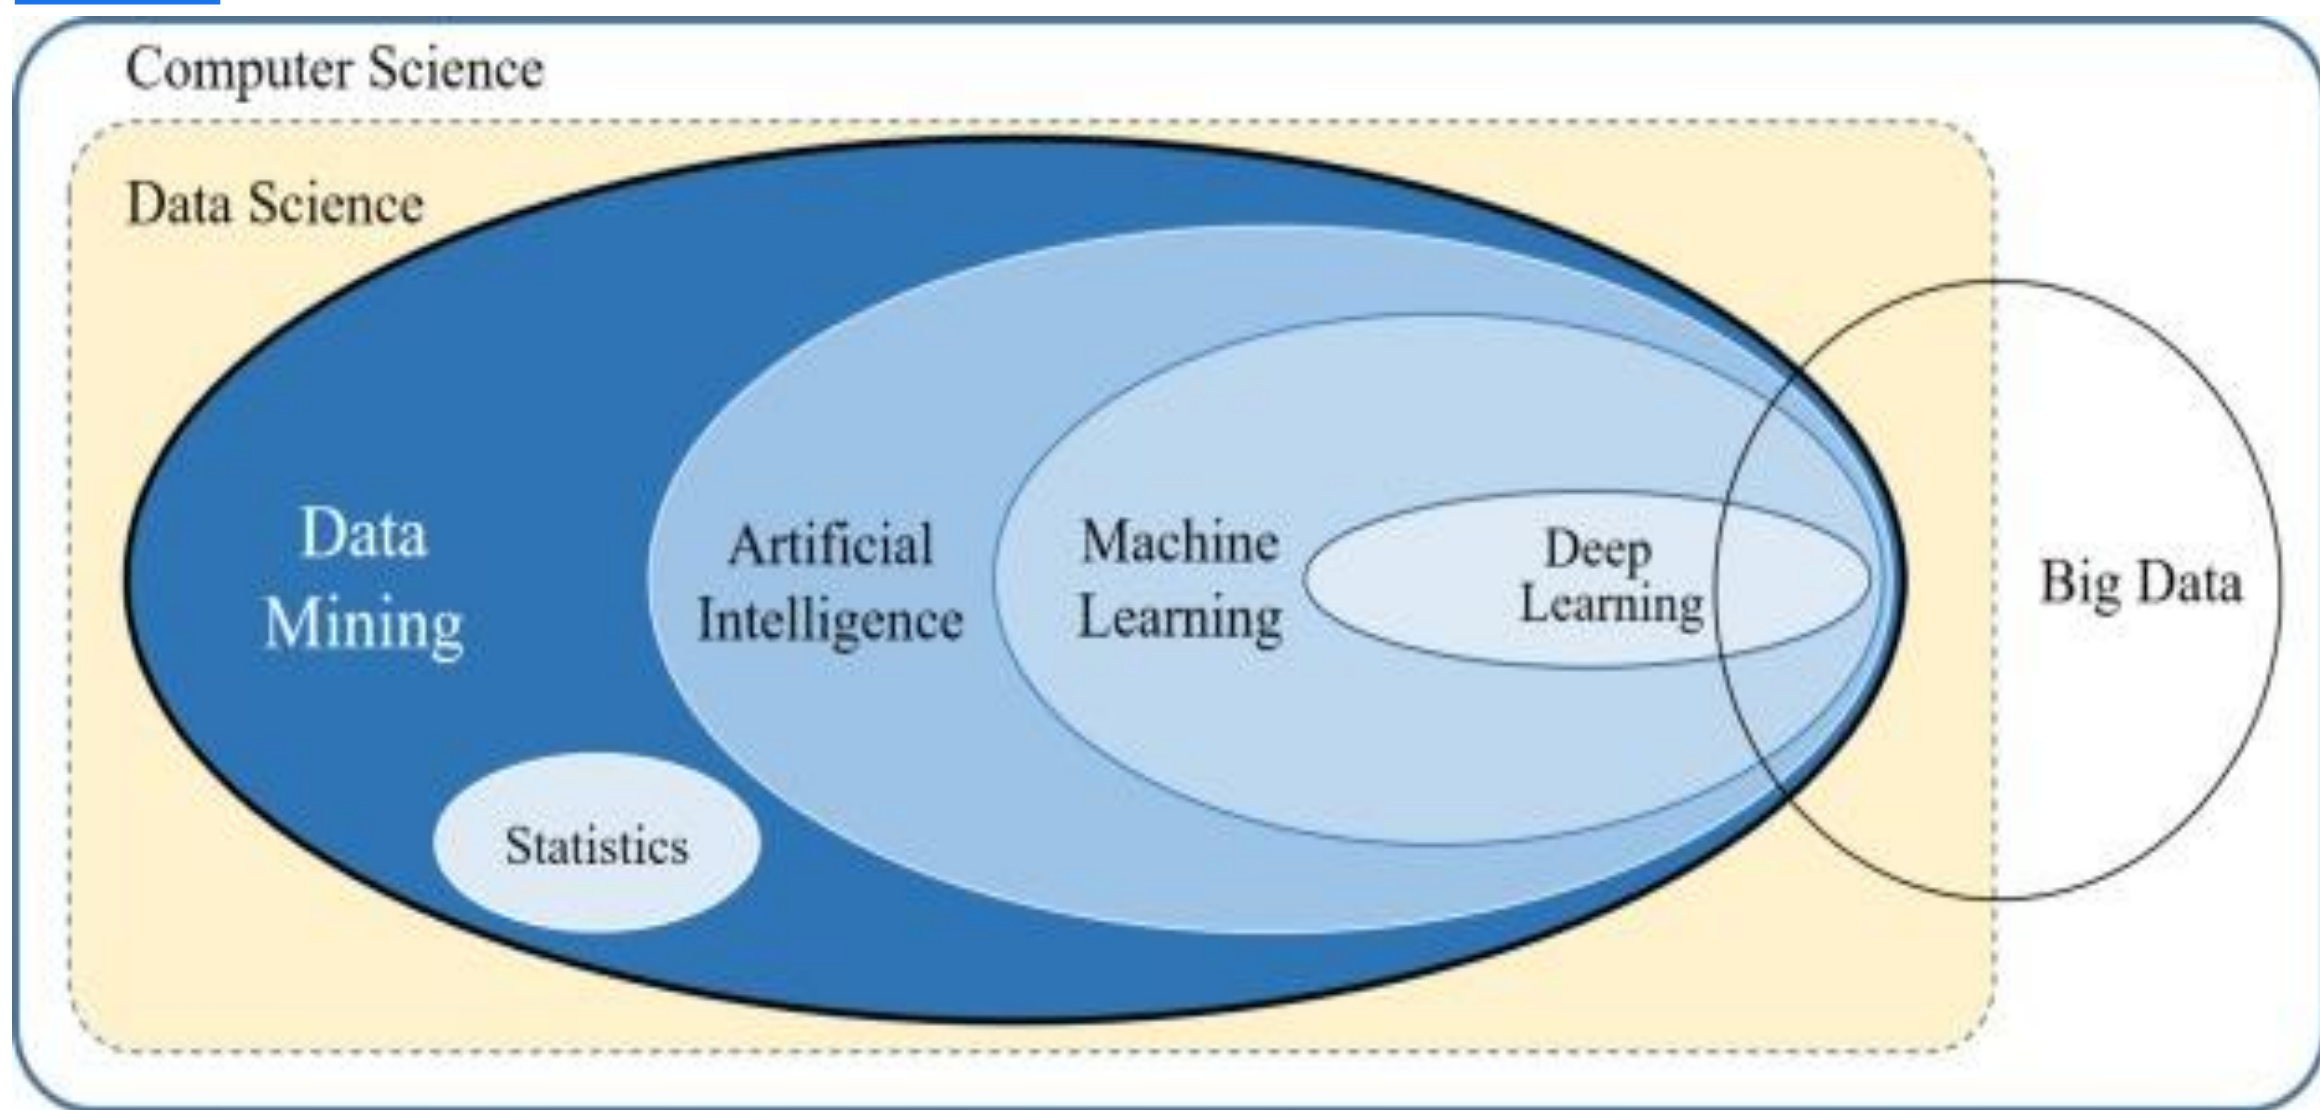 Computer Science
Data Science
Data
Mining
Artificial
Intelligence
Machine
Learning
Deep
Learning
Big Data
Statistics